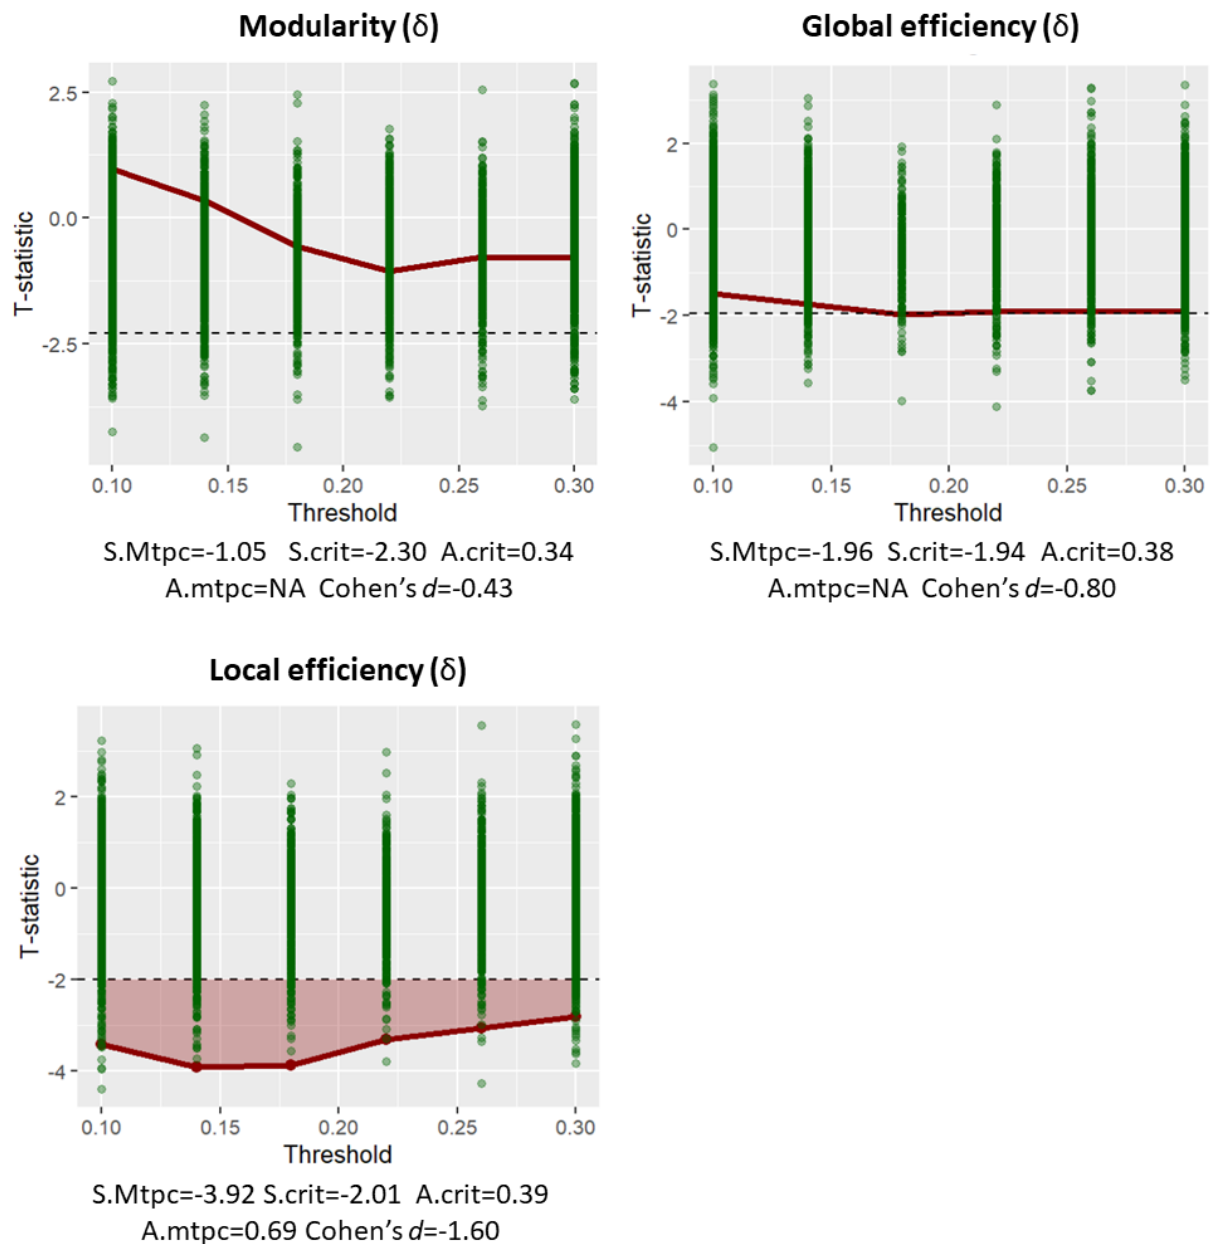 Modularity (δ)
2.5
0.0
-2.5
T-statistic
0.10 0.15 0.20 0.25 0.30
Threshold
S.Mtpc=-1.05 S.crit=-2.30 A.crit=0.34
A.mtpc=NA Cohen's d=-0.43
Global efficiency (δ)
2
0
-2
-4
T-statistic
0.10 0.15 0.20 0.25 0.30
Threshold
S.Mtpc=-1.96 S.crit=-1.94 A.crit=0.38
A.mtpc=NA Cohen's d=-0.80
Local efficiency (δ)
2
0
-2
-4
T-statistic
0.10 0.15 0.20 0.25 0.30
Threshold
S.Mtpc=-3.92 S.crit=-2.01 A.crit=0.39
A.mtpc=0.69 Cohen's d=-1.60